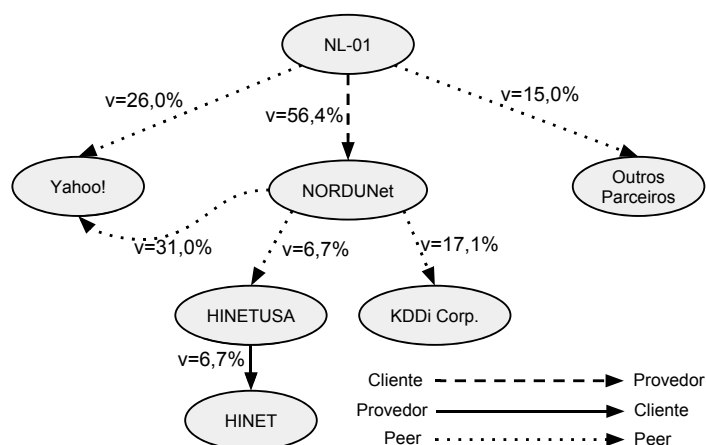 NL-01
v=26,0%
v=15,0%
v=56,4%
Yahoo!
NORDUNet
Outros
Parceiros
v=31,0%
v=6,7%
v=17,1%
HINETUSA
KDDi Corp.
v=6,7%
HINET
Cliente Provedor
Provedor Cliente
Peer Peer